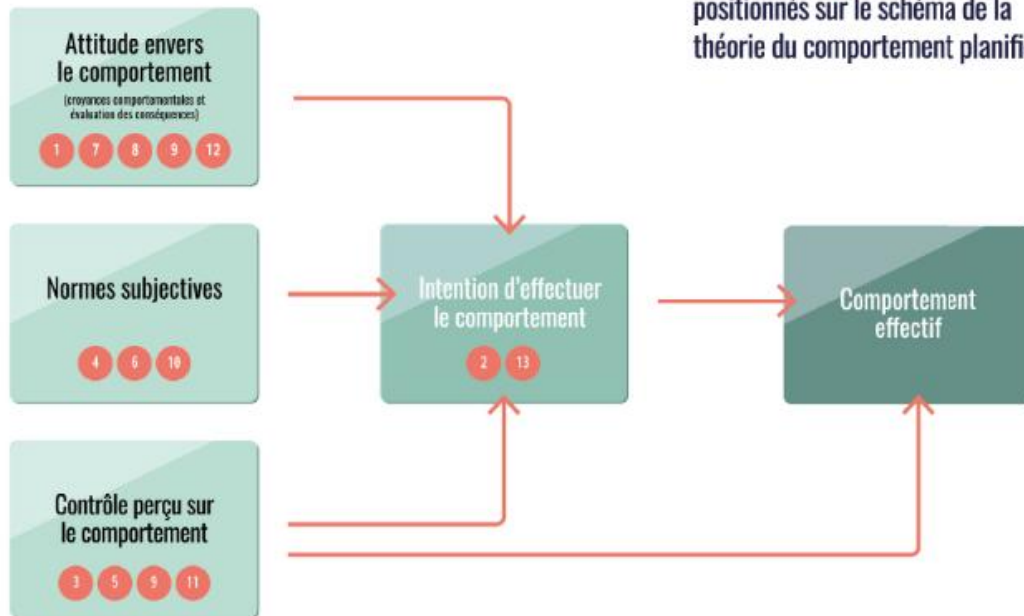 positionnés sur le schéma de la
théorie du comportement planifi
Attitude envers
le comportement
(croyances comportementales et
évaluation des conséquences)
1 7 8 9 12
Normes subjectives
4 6 10
Intention d'effectuer
le comportement
2 13
Comportement
effectif
Contrôle perçu sur
le comportement
3 5 9 11